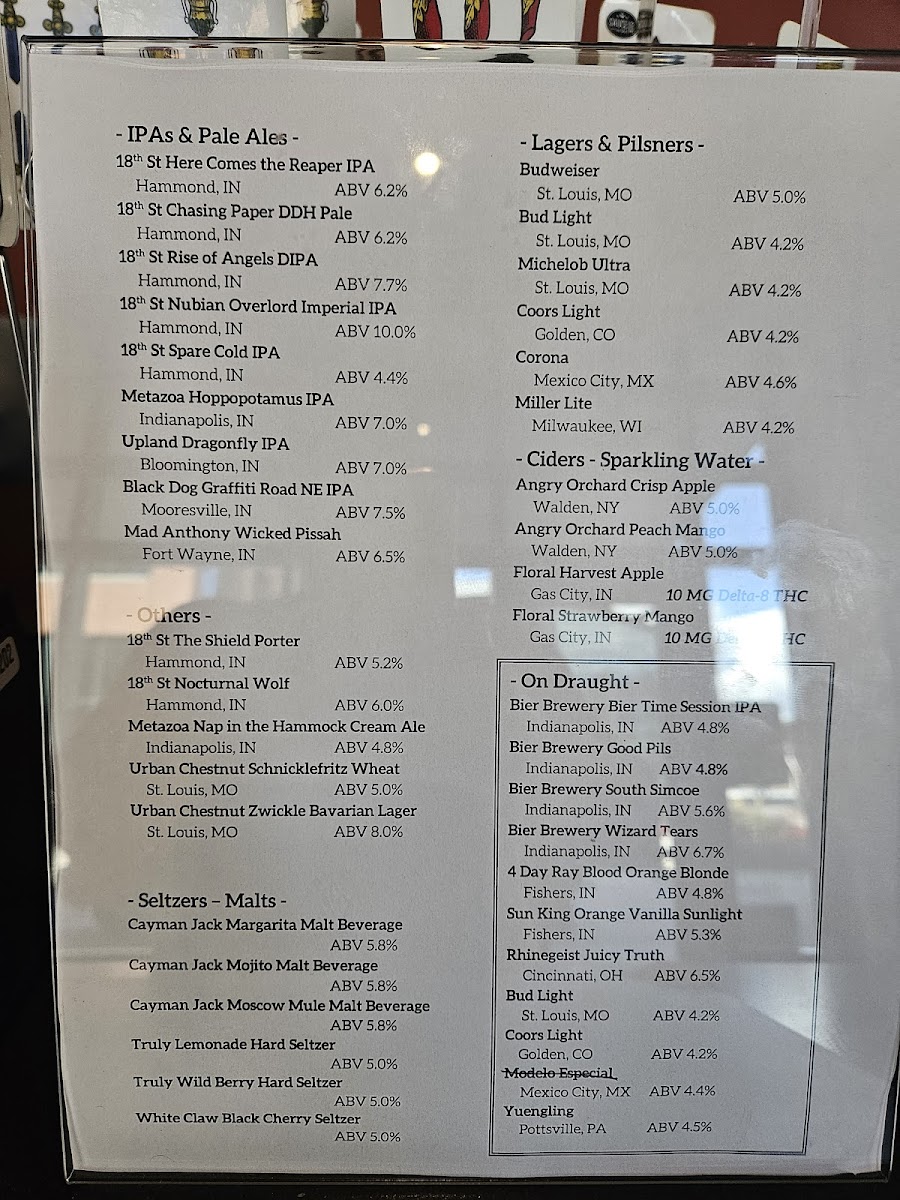 - IPAs & Pale Ales -
18th St Here Comes the Reaper IPA
Hammond, IN ABV 6.2%
18th St Chasing Paper DDH Pale
Hammond, IN ABV 6.2%
18th St Rise of Angels DIPA
Hammond, IN ABV 7.7%
18th St Nubian Overlord Imperial IPA
Hammond, IN ABV 10.0%
18th St Spare Cold IPA
Hammond, IN ABV 4.4%
Metazoa Hoppopotamus IPA
Indianapolis, IN ABV 7.0%
Upland Dragonfly IPA
Bloomington, IN ABV 7.0%
Black Dog Graffiti Road NE IPA
Mooresville, IN ABV 7.5%
Mad Anthony Wicked Pissah
Fort Wayne, IN ABV 6.5%
- Others -
18th St The Shield Porter
Hammond, IN ABV 5.2%
18th St Nocturnal Wolf
Hammond, IN ABV 6.0%
Metazoa Nap in the Hammock Cream Ale
Indianapolis, IN ABV 4.8%
Urban Chestnut Schnicklefritz Wheat
St. Louis, MO ABV 5.0%
Urban Chestnut Zwickle Bavarian Lager
St. Louis, MO ABV 8.0%
- Seltzers – Malts -
Cayman Jack Margarita Malt Beverage
ABV 5.8%
Cayman Jack Mojito Malt Beverage
ABV 5.8%
Cayman Jack Moscow Mule Malt Beverage
ABV 5.8%
Truly Lemonade Hard Seltzer
ABV 5.0%
Truly Wild Berry Hard Seltzer
ABV 5.0%
White Claw Black Cherry Seltzer
ABV 5.0%
- Lagers & Pilsners -
Budweiser
St. Louis, MO ABV 5.0%
Bud Light
St. Louis, MO ABV 4.2%
Michelob Ultra
St. Louis, MO ABV 4.2%
Coors Light
Golden, CO ABV 4.2%
Corona
Mexico City, MX ABV 4.6%
Miller Lite
Milwaukee, WI ABV 4.2%
- Ciders - Sparkling Water -
Angry Orchard Crisp Apple
Walden, NY ABV 5.0%
Angry Orchard Peach Mango
Walden, NY ABV 5.0%
Floral Harvest Apple
Gas City, IN 10 MG Delta-8 THC
Floral Strawberry Mango
Gas City, IN 10 MG THC
- On Draught -
Bier Brewery Bier Time Session IPA
Indianapolis, IN ABV 4.8%
Bier Brewery Good Pils
Indianapolis, IN ABV 4.8%
Bier Brewery South Simcoe
Indianapolis, IN ABV 5.6%
Bier Brewery Wizard Tears
Indianapolis, IN ABV 6.7%
4 Day Ray Blood Orange Blonde
Fishers, IN ABV 4.8%
Sun King Orange Vanilla Sunlight
Fishers, IN ABV 5.3%
Rhinegeist Juicy Truth
Cincinnati, OH ABV 6.5%
Bud Light
St. Louis, MO ABV 4.2%
Coors Light
Golden, CO ABV 4.2%
Modelo Especial
Mexico City, MX ABV 4.4%
Yuengling
Pottsville, PA ABV 4.5%